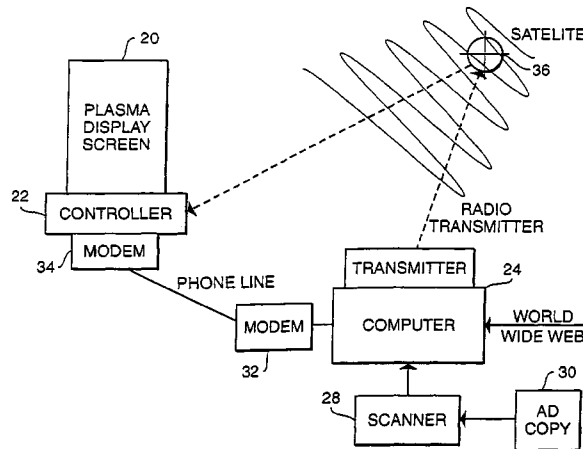 20
SATELITE
36
PLASMA
DISPLAY
SCREEN
22
CONTROLLER
MODEM
34
RADIO
TRANSMITTER
PHONE LINE
TRANSMITTER
24
MODEM
32
COMPUTER
WORLD
WIDE WEB
28
SCANNER
30
AD
COPY